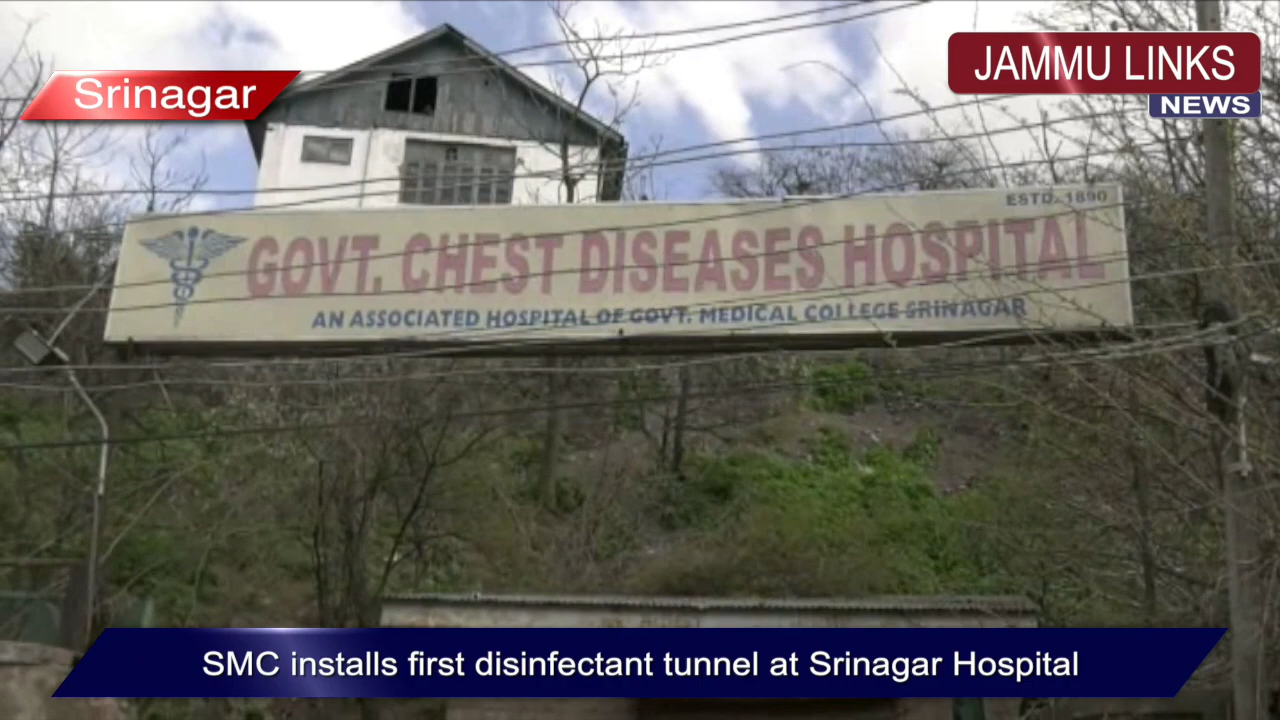 Srinagar
JAMMU LINKS
NEWS
ESTD. 1890
GOVT. CHEST DISEASES HOSPITAL
AN ASSOCIATED HOSPITAL OF GOVT. MEDICAL COLLEGE SRINAGAR
SMC installs first disinfectant tunnel at Srinagar Hospital